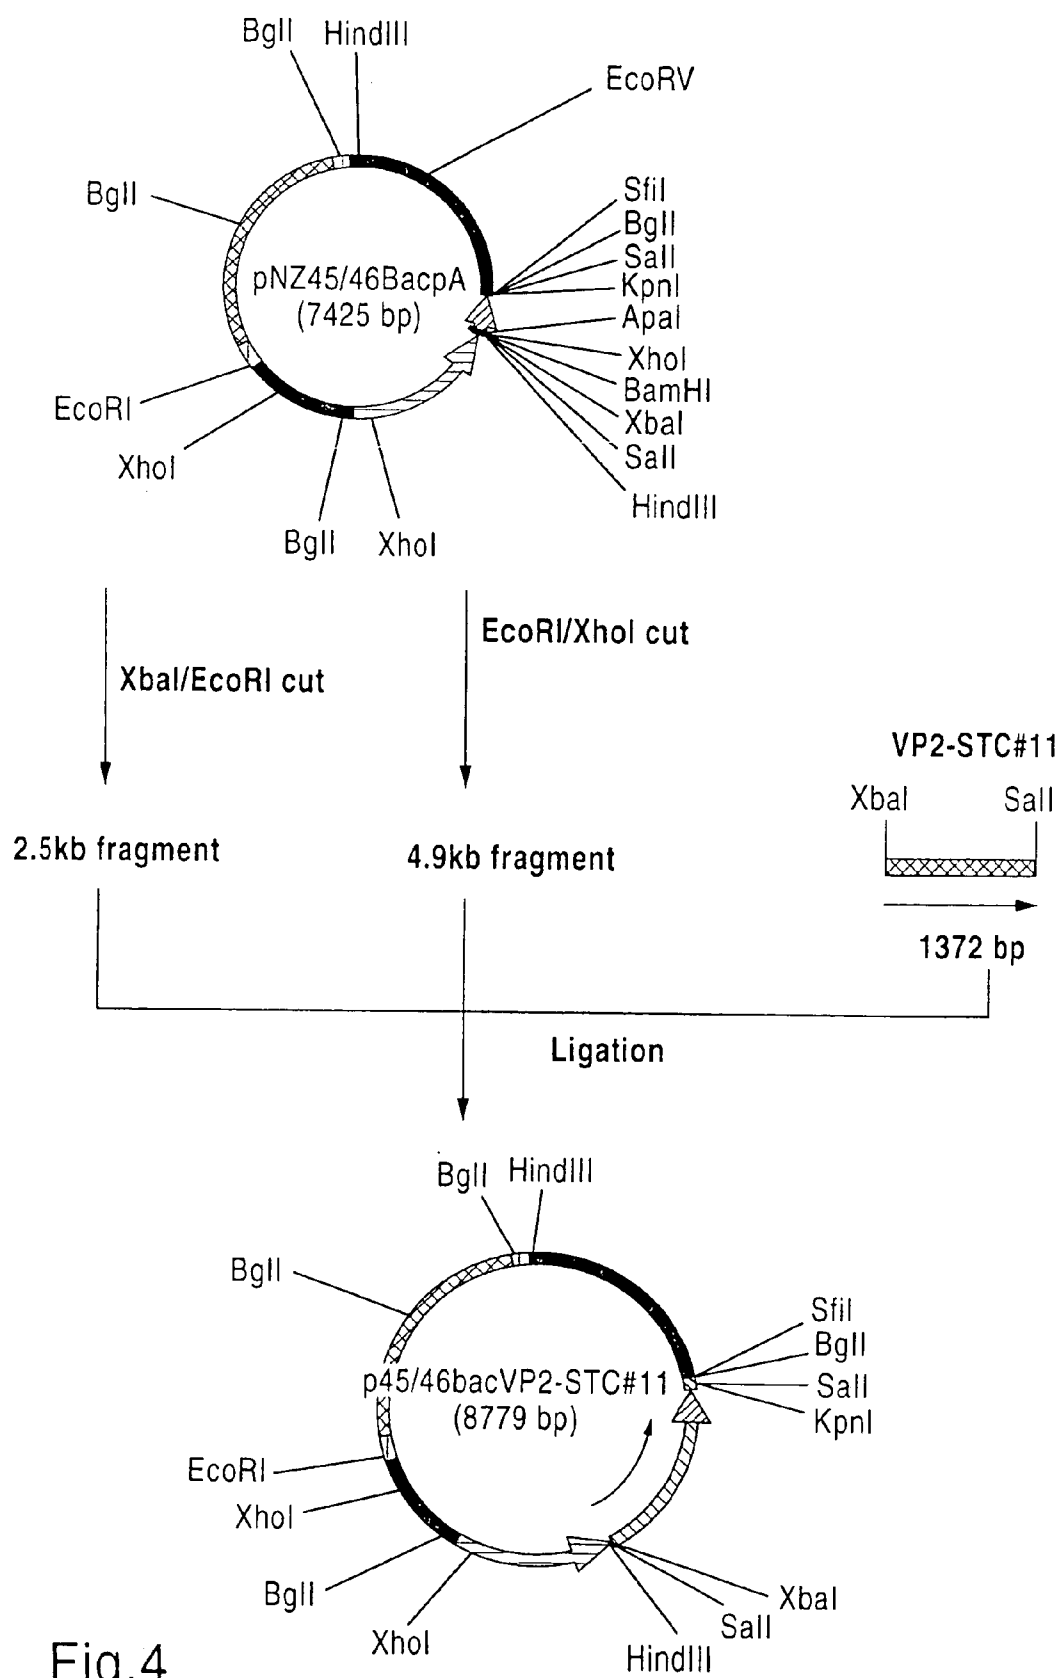 BglI HindIII
EcoRV
BglI
SfiI
BglI
SalI
KpnI
ApaI
XhoI
BamHI
XbaI
SalI
HindIII
pNZ45/46BacpA
(7425 bp)
EcoRI
XhoI
BglI XhoI
EcoRI/XhoI cut
XbaI/EcoRI cut
VP2-STC#11
XbaI SalI
2.5kb fragment
4.9kb fragment
1372 bp
Ligation
BglI HindIII
BglI
SfiI
BglI
SalI
KpnI
p45/46bacVP2-STC#11
(8779 bp)
EcoRI
XhoI
BglI
XhoI
XbaI
SalI
HindIII
Fig.4